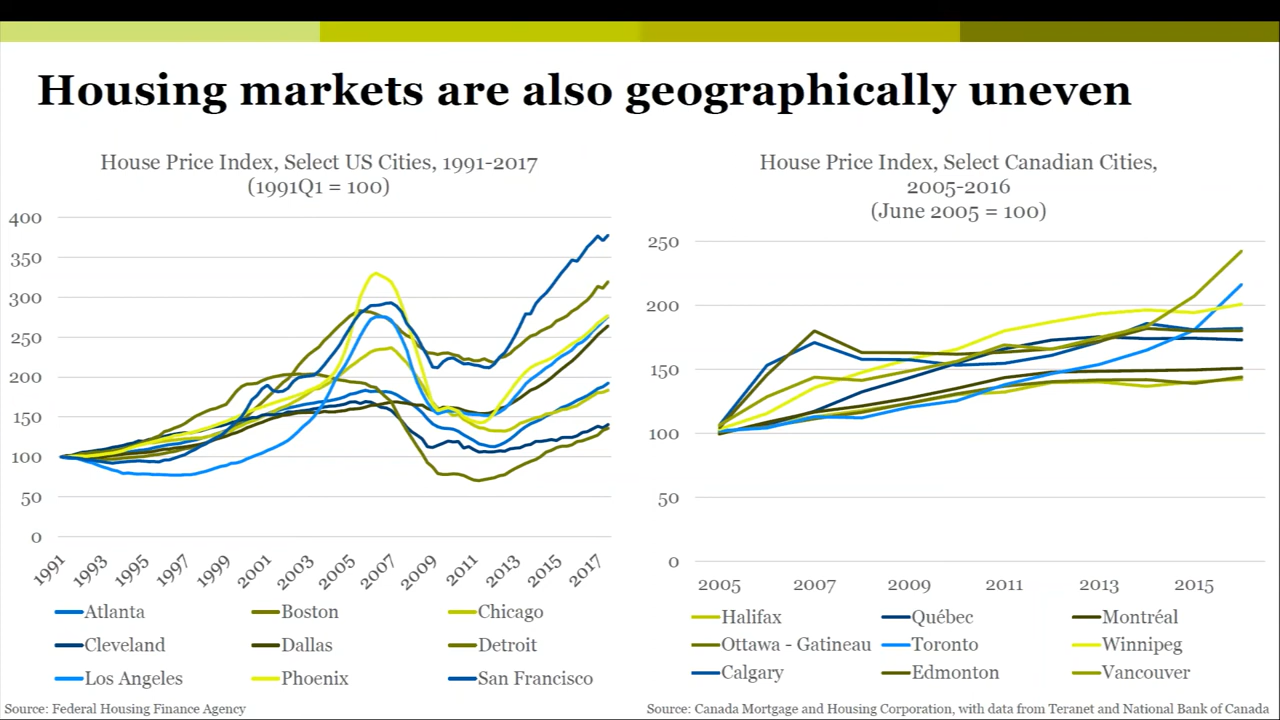 Housing markets are also geographically uneven
House Price Index, Select US Cities, 1991-2017
(1991Q1 = 100)
400
350
300
250
200
150
100
50
0
1991
1993
1995
1997
1999
2001
2003
2005
2007
2009
2011
2013
2015
2017
Atlanta
Boston
Chicago
Cleveland
Dallas
Detroit
Los Angeles
Phoenix
San Francisco
Source: Federal Housing Finance Agency
House Price Index, Select Canadian Cities,
2005-2016
(June 2005 = 100)
250
200
150
100
50
0
2005
2007
2009
2011
2013
2015
Halifax
Québec
Montréal
Ottawa - Gatineau
Toronto
Winnipeg
Calgary
Edmonton
Vancouver
Source: Canada Mortgage and Housing Corporation, with data from Teranet and National Bank of Canada